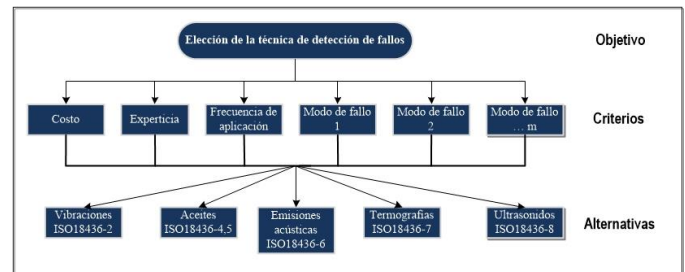 Elección de la técnica de detección de fallos
Objetivo
Costo
Experticia
Frecuencia de
aplicación
Modo de fallo
1
Modo de fallo
2
Modo de fallo
... m
Criterios
Vibraciones
ISO18436-2
Aceites
ISO18436-4,5
Emisiones
acústicas
ISO18436-6
Termografias
ISO18436-7
Ultrasonidos
ISO18436-8
Alternativas